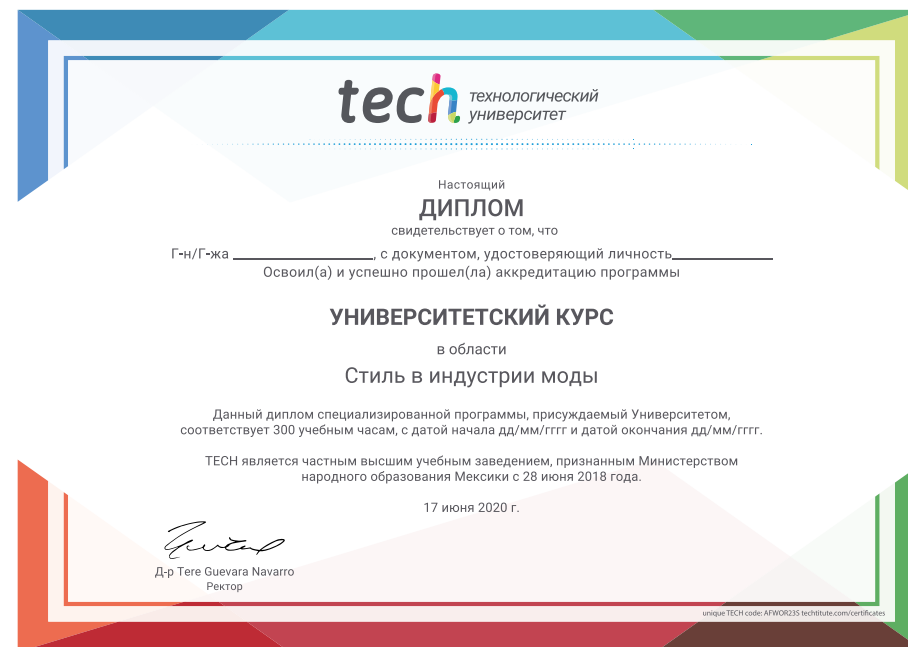 tech технологический
университет
Настоящий
ДИПЛОМ
свидетельствует о том, что
Г-н/Г-жа ____________, с документом, удостоверяющий личность____________
Освоил(а) и успешно прошел(ла) аккредитацию программы
УНИВЕРСИТЕТСКИЙ КУРС
в области
Стиль в индустрии моды
Данный диплом специализированной программы, присуждаемый Университетом,
соответствует 300 учебным часам, с датой начала дд/мм/гггг и датой окончания дд/мм/гггг.
TECH является частным высшим учебным заведением, признанным Министерством
народного образования Мексики с 28 июня 2018 года.
17 июня 2020 г.
Д-р Tere Guevara Navarro
Ректор
unique TECH code: AFWOR235 techtitute.com/certificates